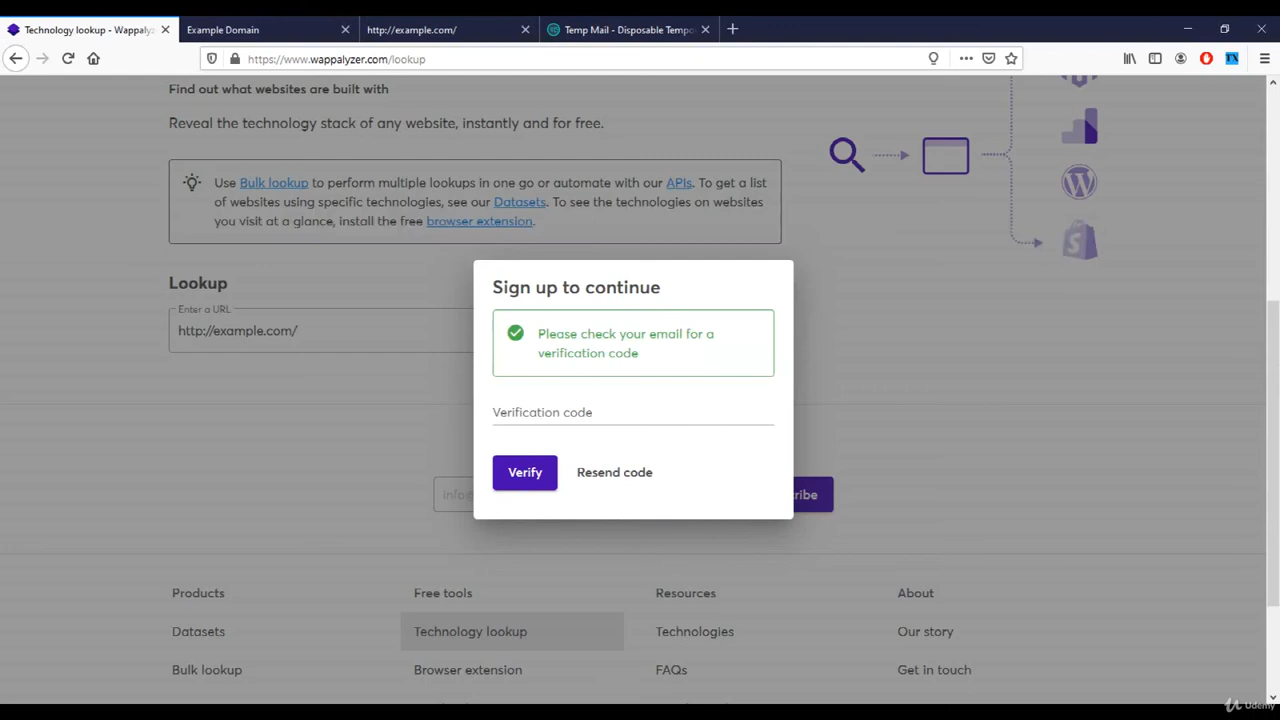 Technology lookup - Wappalyze
Example Domain
http://example.com/
Temp Mail - Disposable Tempo
https://www.wappalyzer.com/lookup
TX
Find out what websites are built with
Reveal the technology stack of any website, instantly and for free.
Use Bulk lookup to perform multiple lookups in one go or automate with our APIs. To get a list
of websites using specific technologies, see our Datasets. To see the technologies on websites
you visit at a glance, install the free browser extension.
Lookup
Enter a URL
http://example.com/
Sign up to continue
Please check your email for a
verification code
Verification code
Verify
Resend code
info@
ribe
Products
Free tools
Resources
About
Datasets
Technology lookup
Technologies
Our story
Bulk lookup
Browser extension
FAQs
Get in touch
Udemy